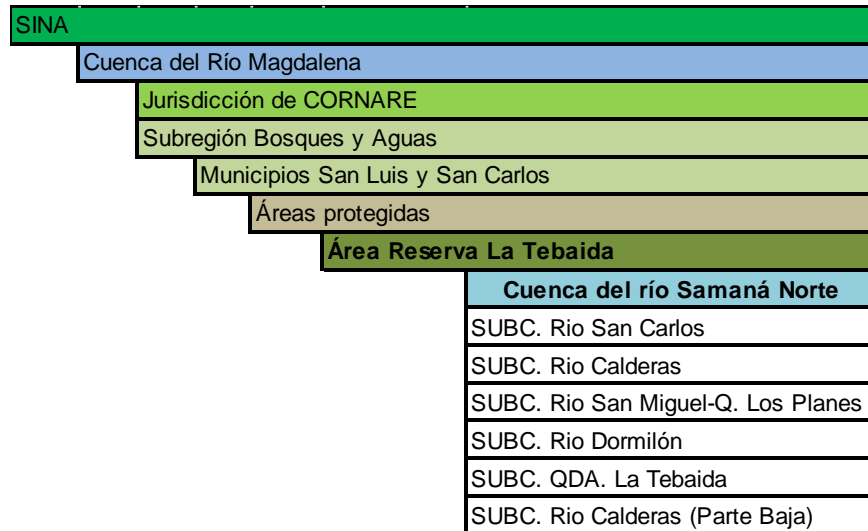 SINA
Cuenca del Río Magdalena
Jurisdicción de CORNARE
Subregión Bosques y Aguas
Municipios San Luis y San Carlos
Áreas protegidas
Área Reserva La Tebaida
Cuenca del río Samaná Norte
SUBC. Rio San Carlos
SUBC. Rio Calderas
SUBC. Rio San Miguel-Q. Los Planes
SUBC. Rio Dormilón
SUBC. QDA. La Tebaida
SUBC. Rio Calderas (Parte Baja)